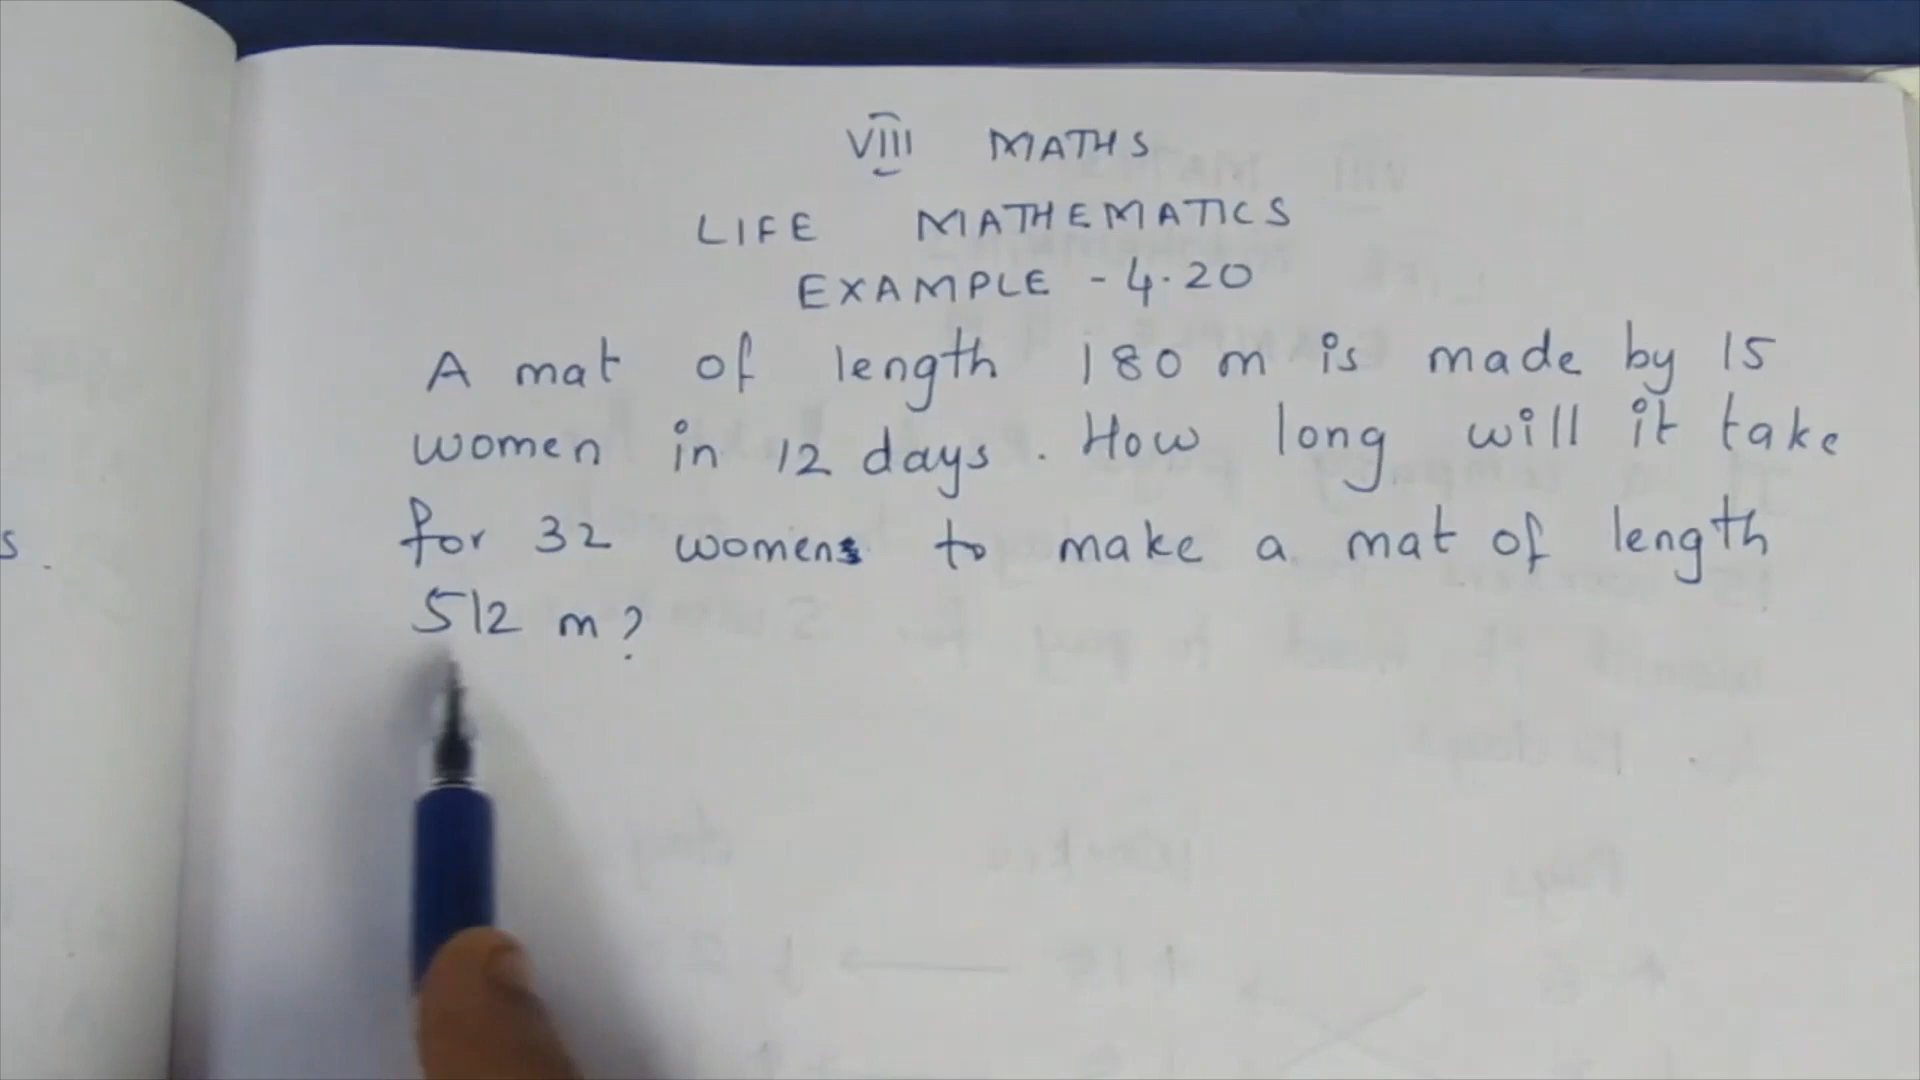 VIII MATHS
LIFE MATHEMATICS
EXAMPLE - 4.20
A mat of length 180 m is made by 15
women in 12 days. How long will it take
for 32 womens to make a mat of length
512 m?
s.